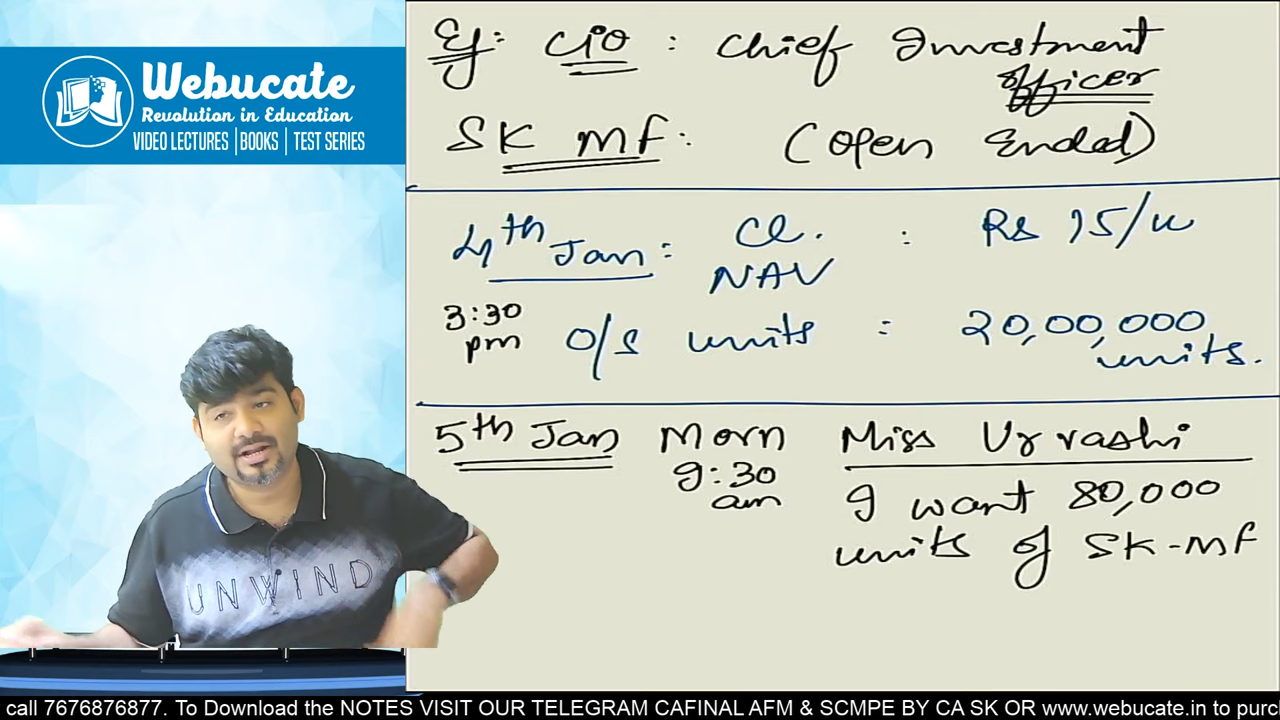 Webucate
Revolution in Education
VIDEO LECTURES | BOOKS | TEST SERIES
Eg: CIO : Chief Investment
officer
SK MF: (open Ended)
4th Jan: Cl. NAV : Rs 15/u
3:30 pm O/S units : 20,00,000 units.
5th Jan Morn 9:30 am Miss Urvashi
I want 80,000
units of SK-MF
UNWIND
call 7676876877. To Download the NOTES VISIT OUR TELEGRAM CAFINAL AFM & SCMPE BY CA SK OR www.webucate.in to purc